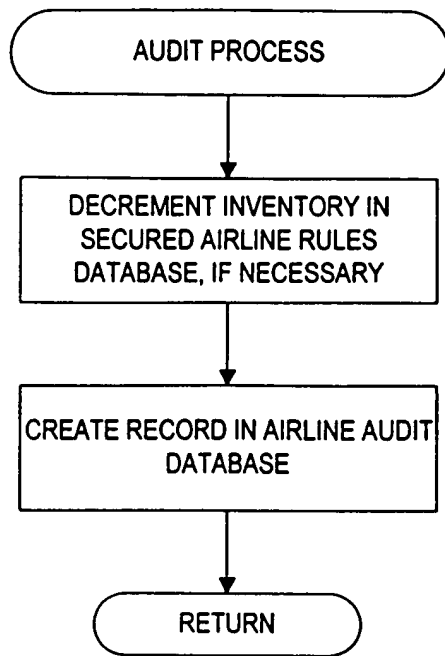 AUDIT PROCESS
DECREMENT INVENTORY IN
SECURED AIRLINE RULES
DATABASE, IF NECESSARY
CREATE RECORD IN AIRLINE AUDIT
DATABASE
RETURN